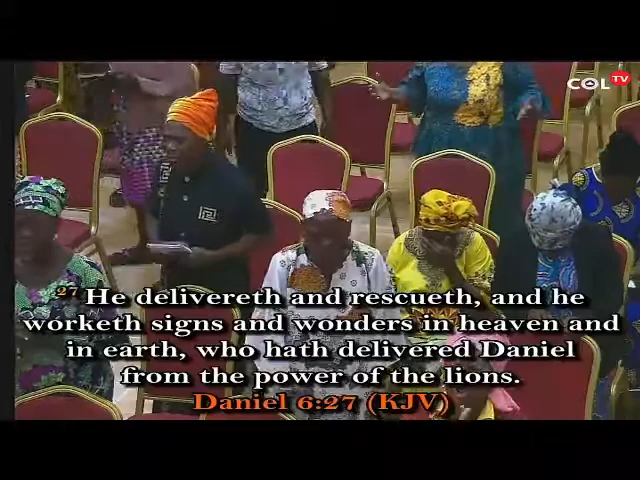 COL TV
27 He delivereth and rescueth, and he
worketh signs and wonders in heaven and
in earth, who hath delivered Daniel
from the power of the lions.
Daniel 6:27 (KJV)